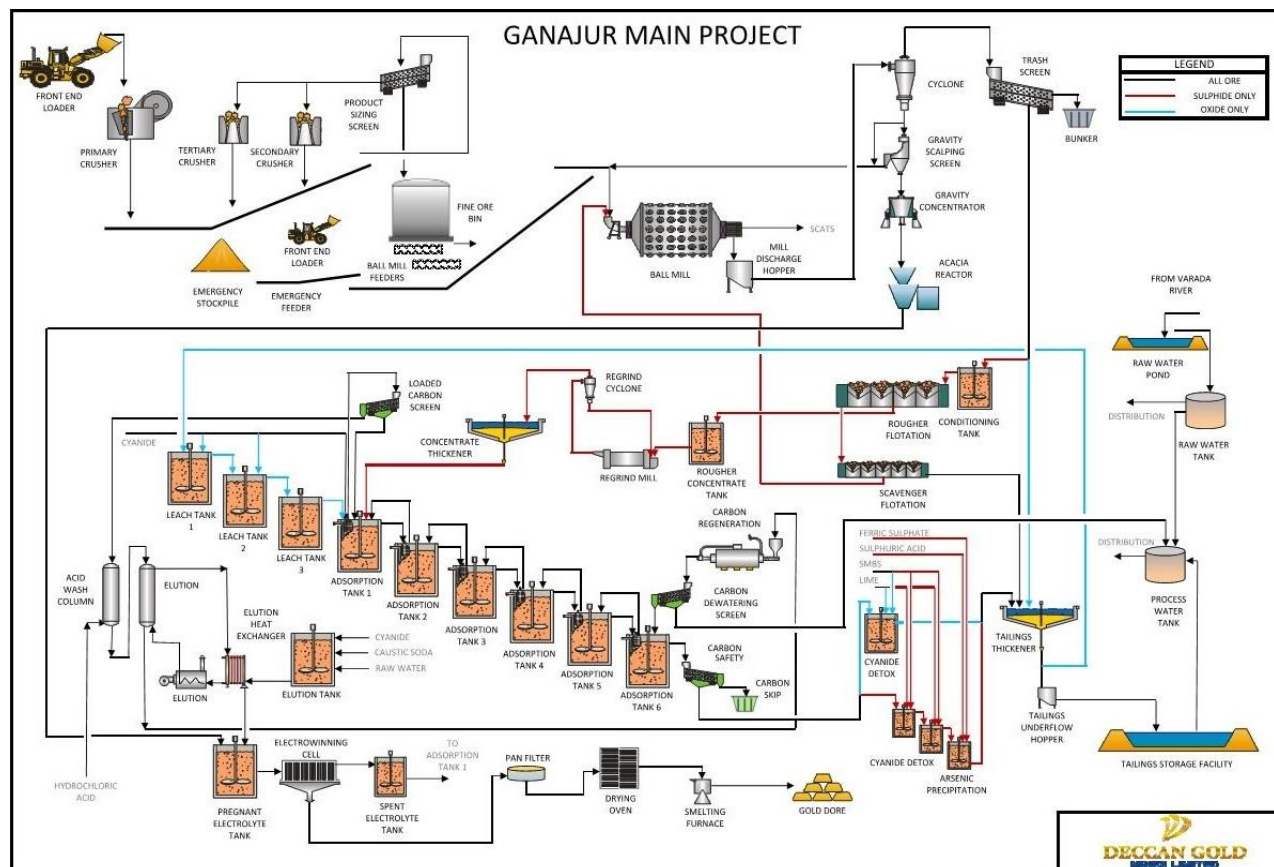 GANAJUR MAIN PROJECT
LEGEND
ALL ORE
SULPHIDE ONLY
OXIDE ONLY
FRONT END
LOADER
PRIMARY
CRUSHER
TERTIARY
CRUSHER
SECONDARY
CRUSHER
PRODUCT
SIZING
SCREEN
FINE ORE
BIN
FRONT END
LOADER
BALL MILL
FEEDERS
EMERGENCY
STOCKPILE
EMERGENCY
FEEDER
BALL MILL
SCATS
MILL
DISCHARGE
HOPPER
CYCLONE
TRASH
SCREEN
BUNKER
GRAVITY
SCALPING
SCREEN
GRAVITY
CONCENTRATOR
ACACIA
REACTOR
FROM VARADA
RIVER
RAW WATER
POND
DISTRIBUTION
RAW WATER
TANK
LOADED
CARBON
SCREEN
REGRIND
CYCLONE
CONCENTRATE
THICKENER
REGRIND MILL
ROUGHER
CONCENTRATE
TANK
ROUGHER
FLOTATION
CONDITIONING
TANK
SCAVENGER
FLOTATION
CYANIDE
LEACH TANK
1
LEACH TANK
2
LEACH TANK
3
ADSORPTION
TANK 1
ADSORPTION
TANK 2
ADSORPTION
TANK 3
ADSORPTION
TANK 4
ADSORPTION
TANK 5
ADSORPTION
TANK 6
CARBON
REGENERATION
CARBON
DEWATERING
SCREEN
CARBON
SAFETY
CARBON
SKIP
FERRIC SULPHATE
SULPHURIC ACID
SMBS
LIME
CYANIDE
DETOX
CYANIDE DETOX
ARSENIC
PRECIPITATION
TAILINGS
THICKENER
TAILINGS
UNDERFLOW
HOPPER
DISTRIBUTION
PROCESS
WATER
TANK
TAILINGS STORAGE FACILITY
ACID
WASH
COLUMN
ELUTION
ELUTION
HEAT
EXCHANGER
ELUTION
CYANIDE
CAUSTIC SODA
RAW WATER
ELUTION TANK
HYDROCHLORIC
ACID
PREGNANT
ELECTROLYTE
TANK
ELECTROWINNING
CELL
SPENT
ELECTROLYTE
TANK
TO
ADSORPTION
TANK 1
PAN FILTER
DRYING
OVEN
SMELTING
FURNACE
GOLD DORE
DECCAN GOLD
MINES LIMITED